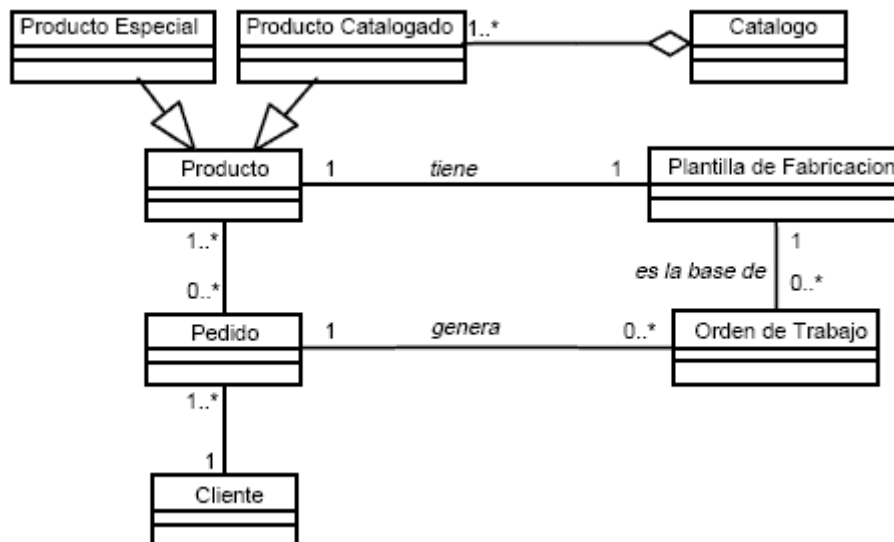 Producto Especial
Producto Catalogado
1..*
Catalogo
Producto
1
tiene
1
Plantilla de Fabricacion
1..*
1
es la base de
0..*
0..*
Pedido
1
genera
0..*
Orden de Trabajo
1..*
1
Cliente